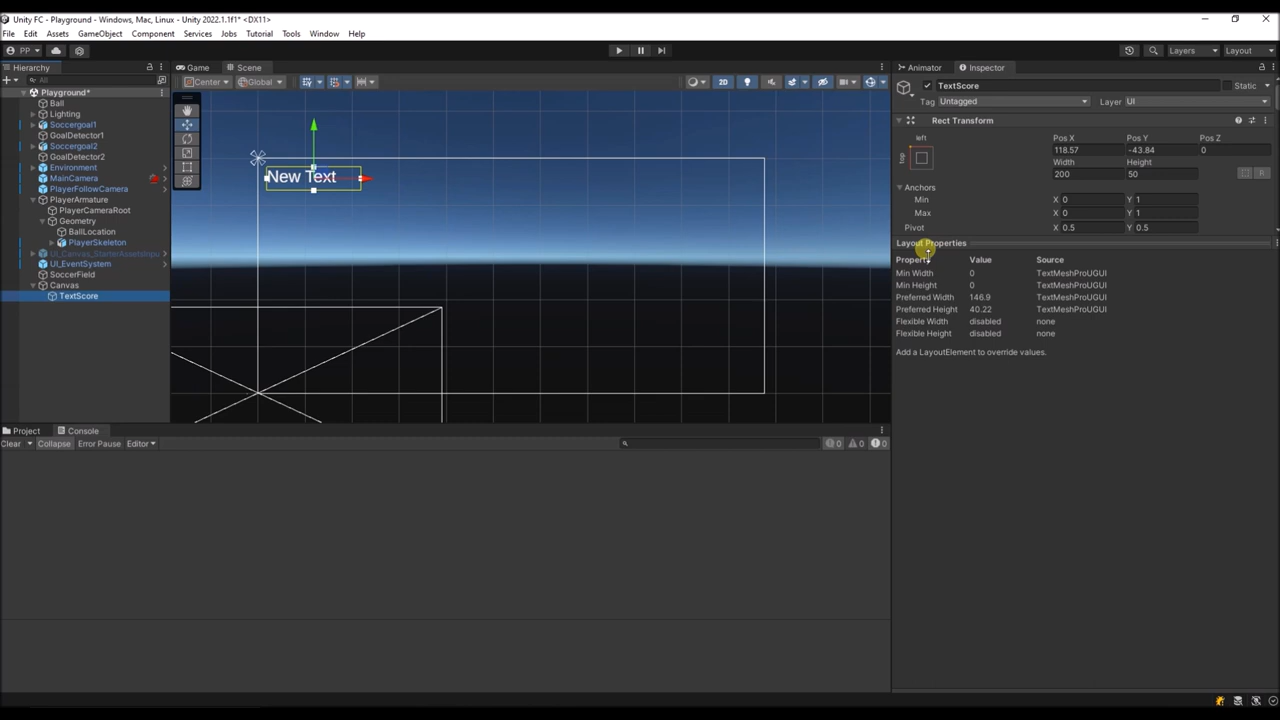 Unity FC - Playground - Windows, Mac, Linux - Unity 2022.1.1f1* <DX11>
File Edit Assets GameObject Component Services Jobs Tutorial Tools Window Help
PP Layers Layout
Hierarchy Game Scene Animator Inspector
All Center Global 2D TextScore Static
Tag Untagged Layer UI
Playground*
Ball
Lighting
Soccergoal1
GoalDetector1
Soccergoal2
GoalDetector2
Environment
MainCamera
PlayerFollowCamera
PlayerArmature
PlayerCameraRoot
Geometry
BallLocation
PlayerSkeleton
UI_Canvas_StarterAssetsInpu
UI_EventSystem
SoccerField
Canvas
TextScore
New Text
Rect Transform
left Pos X Pos Y Pos Z
top 118.57 -43.84 0
Width Height
200 50 R
Anchors
Min X 0 Y 1
Max X 0 Y 1
Pivot X 0.5 Y 0.5
Layout Properties
Property Value Source
Min Width 0 TextMeshProUGUI
Min Height 0 TextMeshProUGUI
Preferred Width 146.9 TextMeshProUGUI
Preferred Height 40.22 TextMeshProUGUI
Flexible Width disabled none
Flexible Height disabled none
Add a LayoutElement to override values.
Project Console
Clear Collapse Error Pause Editor 0 0 0